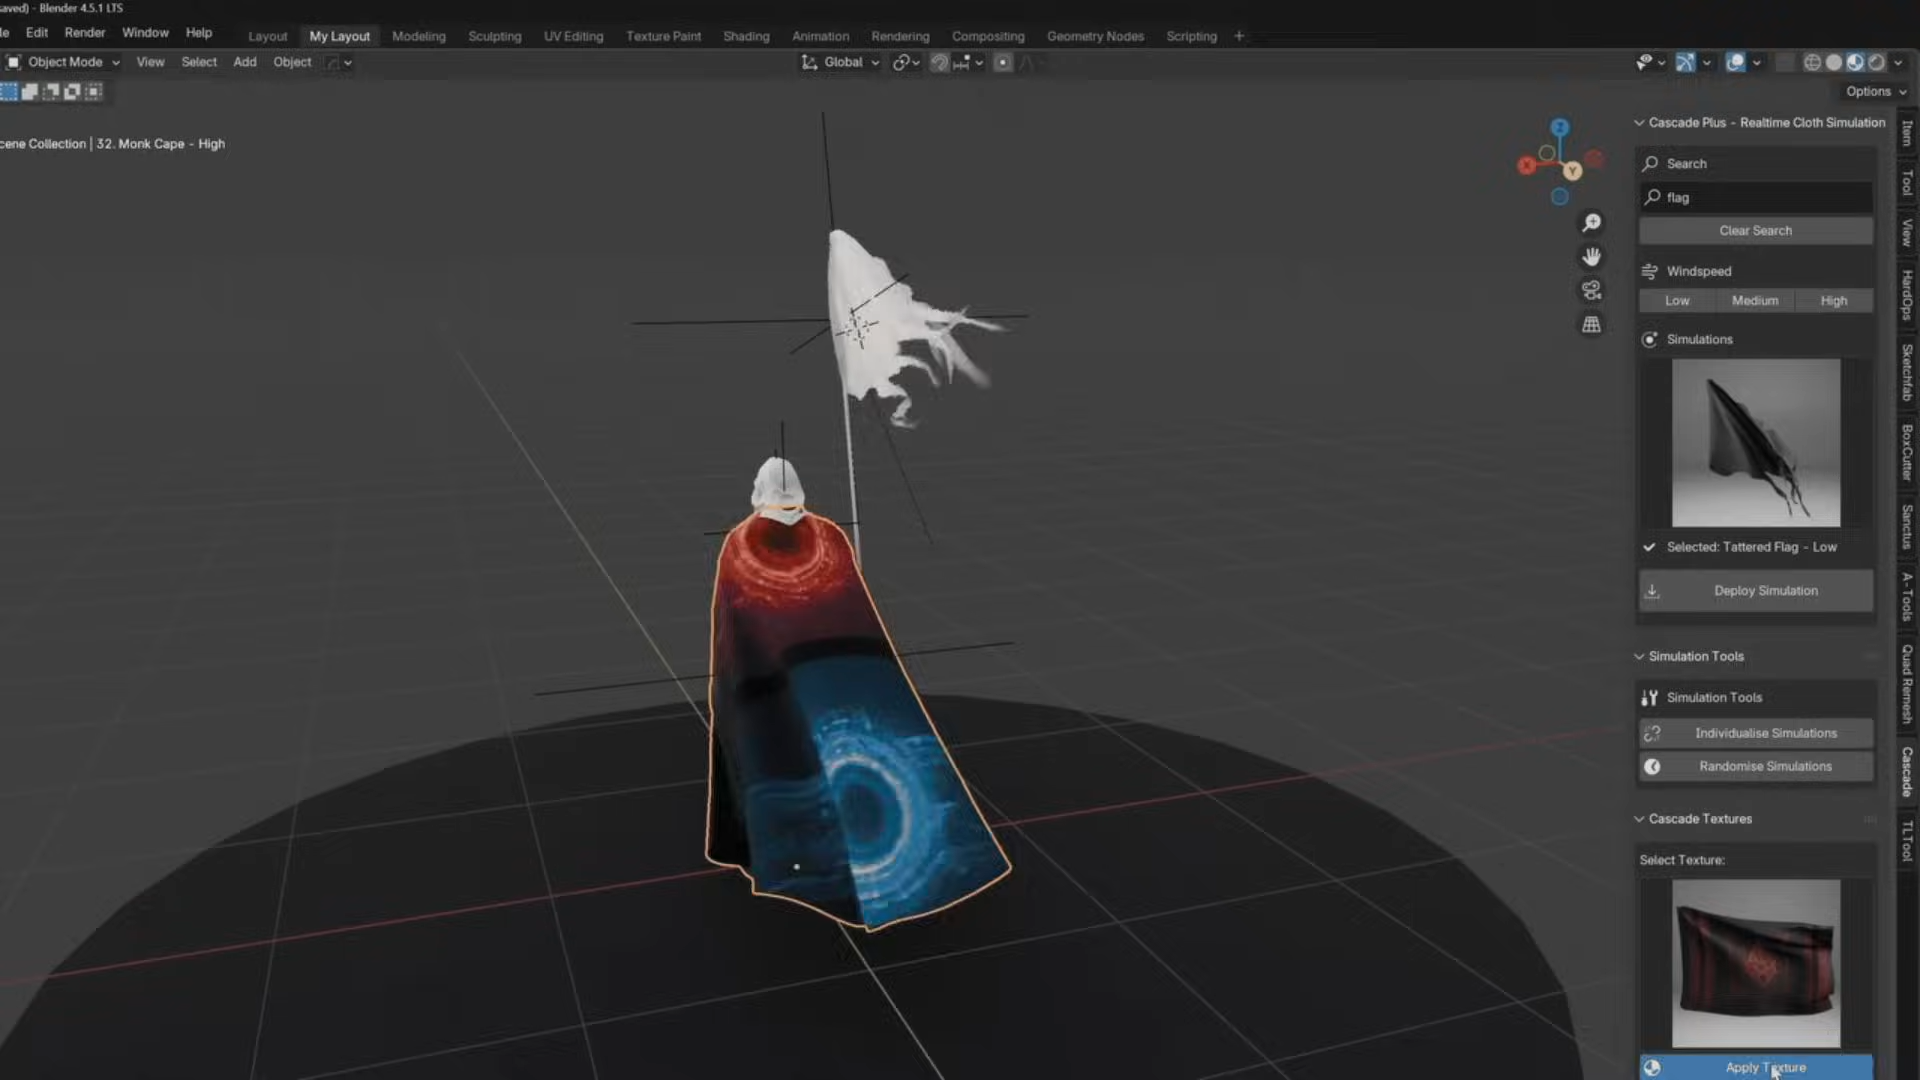 saved) - Blender 4.5.1 LTS
le Edit Render Window Help Layout My Layout Modeling Sculpting UV Editing Texture Paint Shading Animation Rendering Compositing Geometry Nodes Scripting +
Object Mode View Select Add Object Global
Options
cene Collection | 32. Monk Cape - High
Z
X
Y
Cascade Plus - Realtime Cloth Simulation
Search
flag
Clear Search
Windspeed
Low Medium High
Simulations
Selected: Tattered Flag - Low
Deploy Simulation
Simulation Tools
Simulation Tools
Individualise Simulations
Randomise Simulations
Cascade Textures
Select Texture:
Apply Texture
Item
Tool
View
HardOps
Sketchfab
BoxCutter
Sanctus
A-Tools
Quad Remesh
Cascade
TLTool